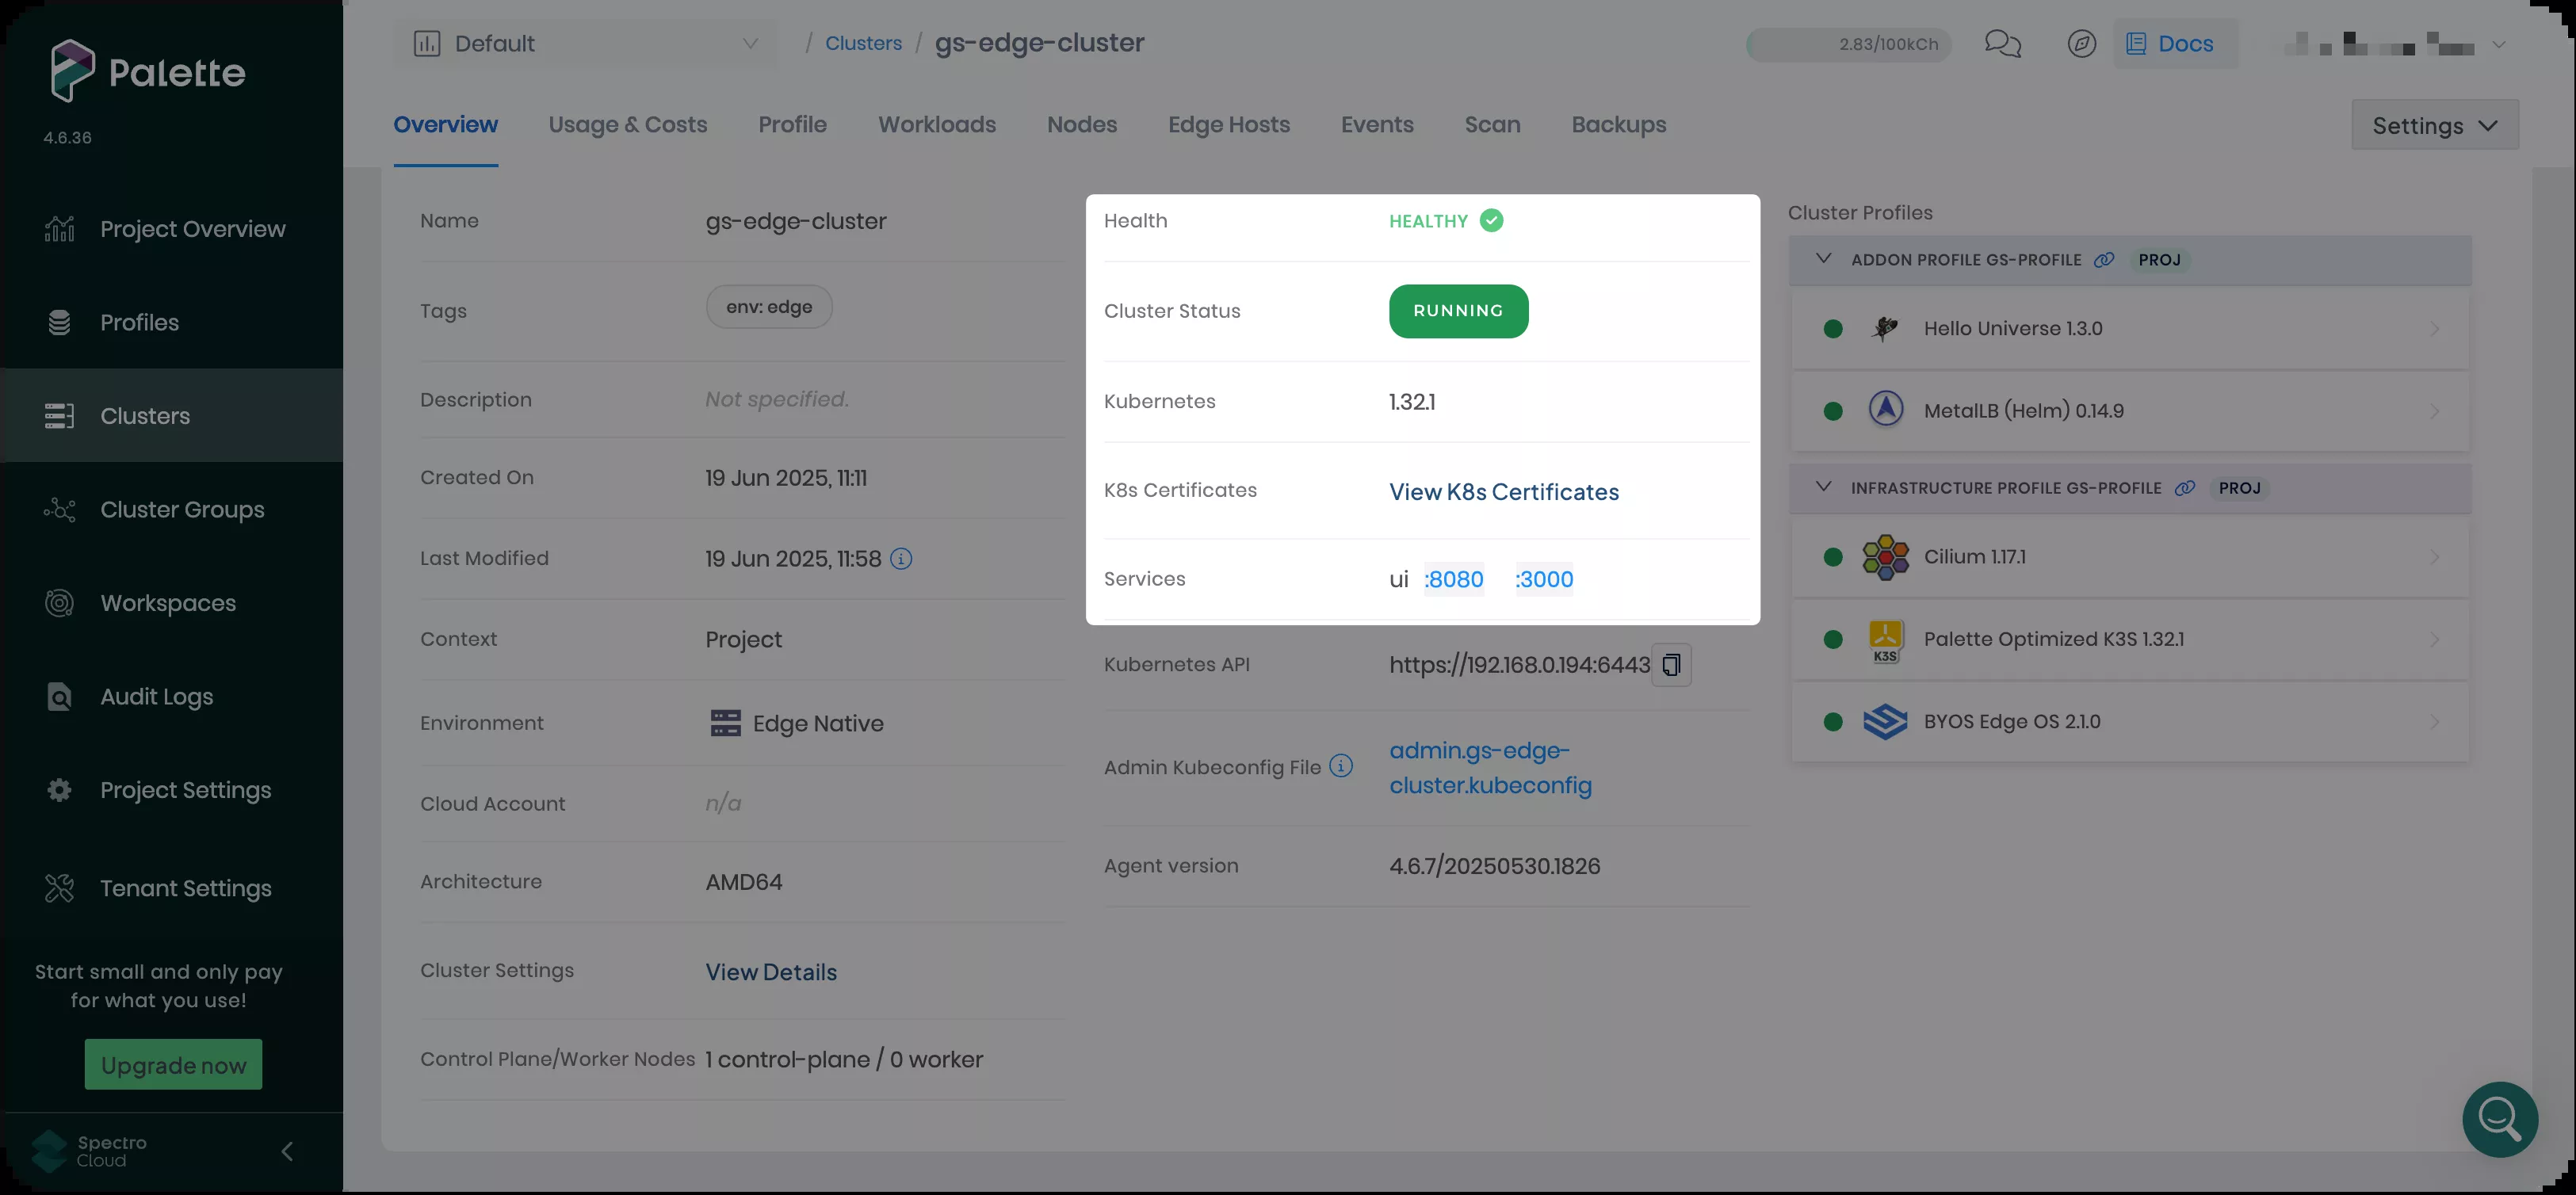 Palette
4.6.36
Project Overview
Profiles
Clusters
Cluster Groups
Workspaces
Audit Logs
Project Settings
Tenant Settings
Start small and only pay
for what you use!
Upgrade now
Spectro
Cloud
Default / Clusters / gs-edge-cluster
2.83/100kCh
Docs
Overview Usage & Costs Profile Workloads Nodes Edge Hosts Events Scan Backups
Settings
Name gs-edge-cluster
Tags env: edge
Description Not specified.
Created On 19 Jun 2025, 11:11
Last Modified 19 Jun 2025, 11:58
Context Project
Environment Edge Native
Cloud Account n/a
Architecture AMD64
Cluster Settings View Details
Control Plane/Worker Nodes 1 control-plane / 0 worker
Health HEALTHY
Cluster Status RUNNING
Kubernetes 1.32.1
K8s Certificates View K8s Certificates
Services ui :8080 :3000
Kubernetes API https://192.168.0.194:6443
Admin Kubeconfig File admin.gs-edge-
cluster.kubeconfig
Agent version 4.6.7/20250530.1826
Cluster Profiles
ADDON PROFILE GS-PROFILE PROJ
Hello Universe 1.3.0
MetalLB (Helm) 0.14.9
INFRASTRUCTURE PROFILE GS-PROFILE PROJ
Cilium 1.17.1
K3S Palette Optimized K3S 1.32.1
BYOS Edge OS 2.1.0